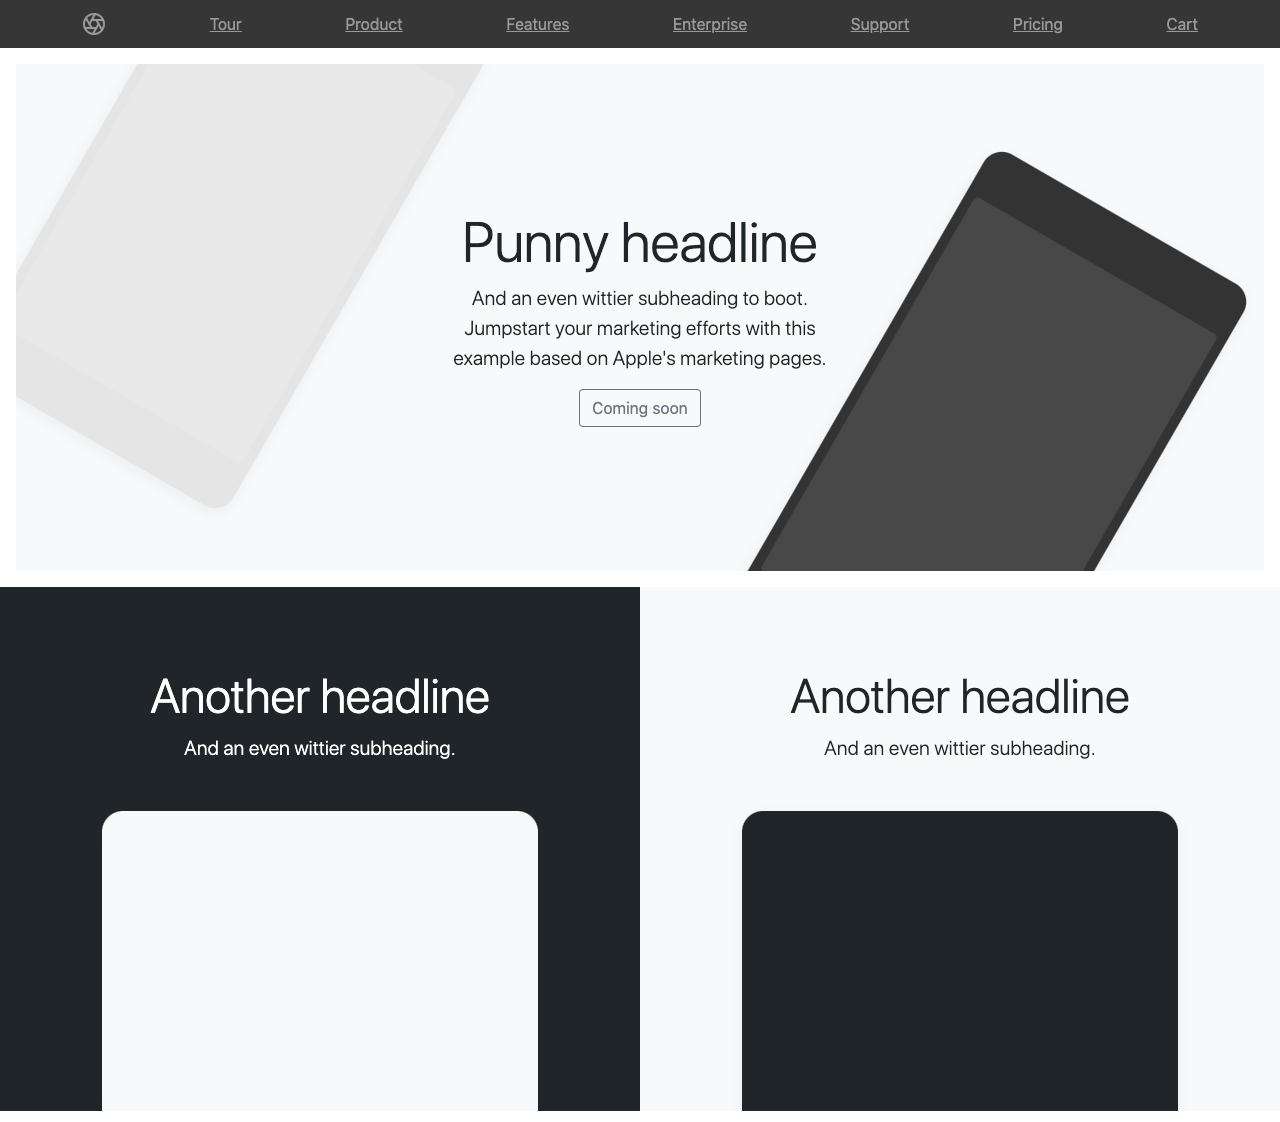 Tour Product Features Enterprise Support Pricing Cart
Punny headline
And an even wittier subheading to boot.
Jumpstart your marketing efforts with this
example based on Apple's marketing pages.
Coming soon
Another headline
And an even wittier subheading.
Another headline
And an even wittier subheading.